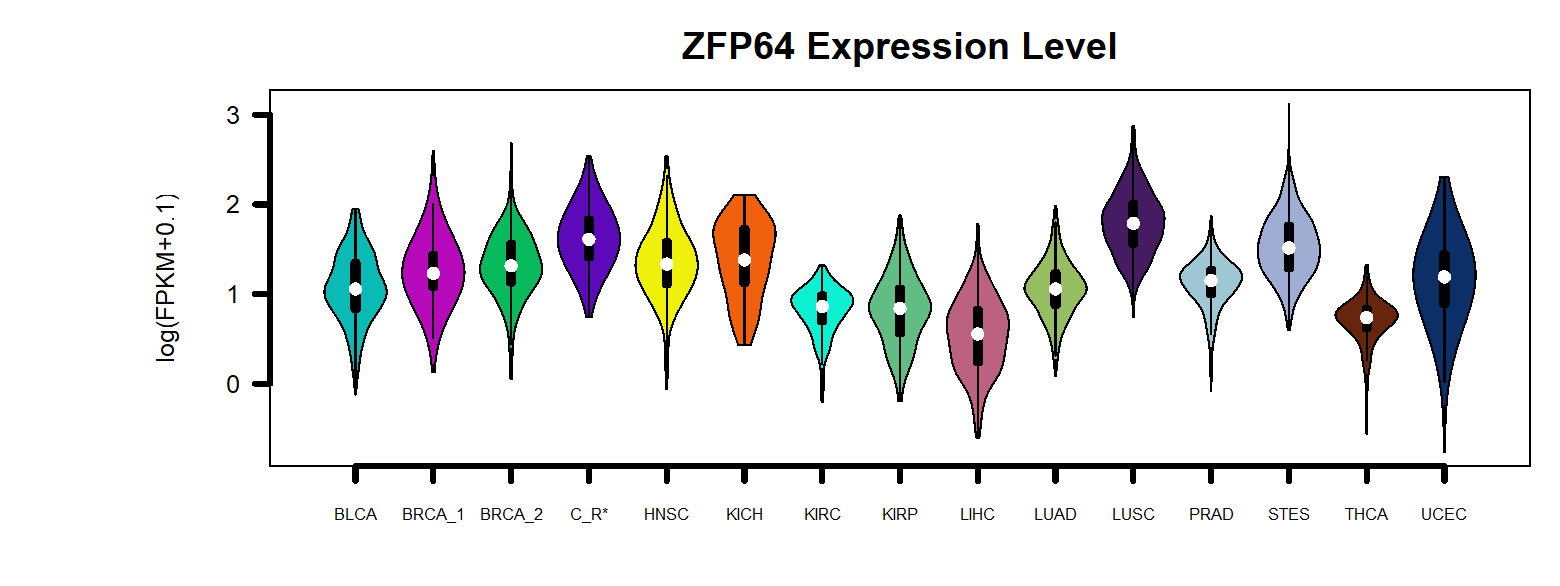 ZFP64 Expression Level
log(FPKM+0.1)
3
2
1
0
BLCA BRCA_1 BRCA_2 C_R* HNSC KICH KIRC KIRP LIHC LUAD LUSC PRAD STES THCA UCEC